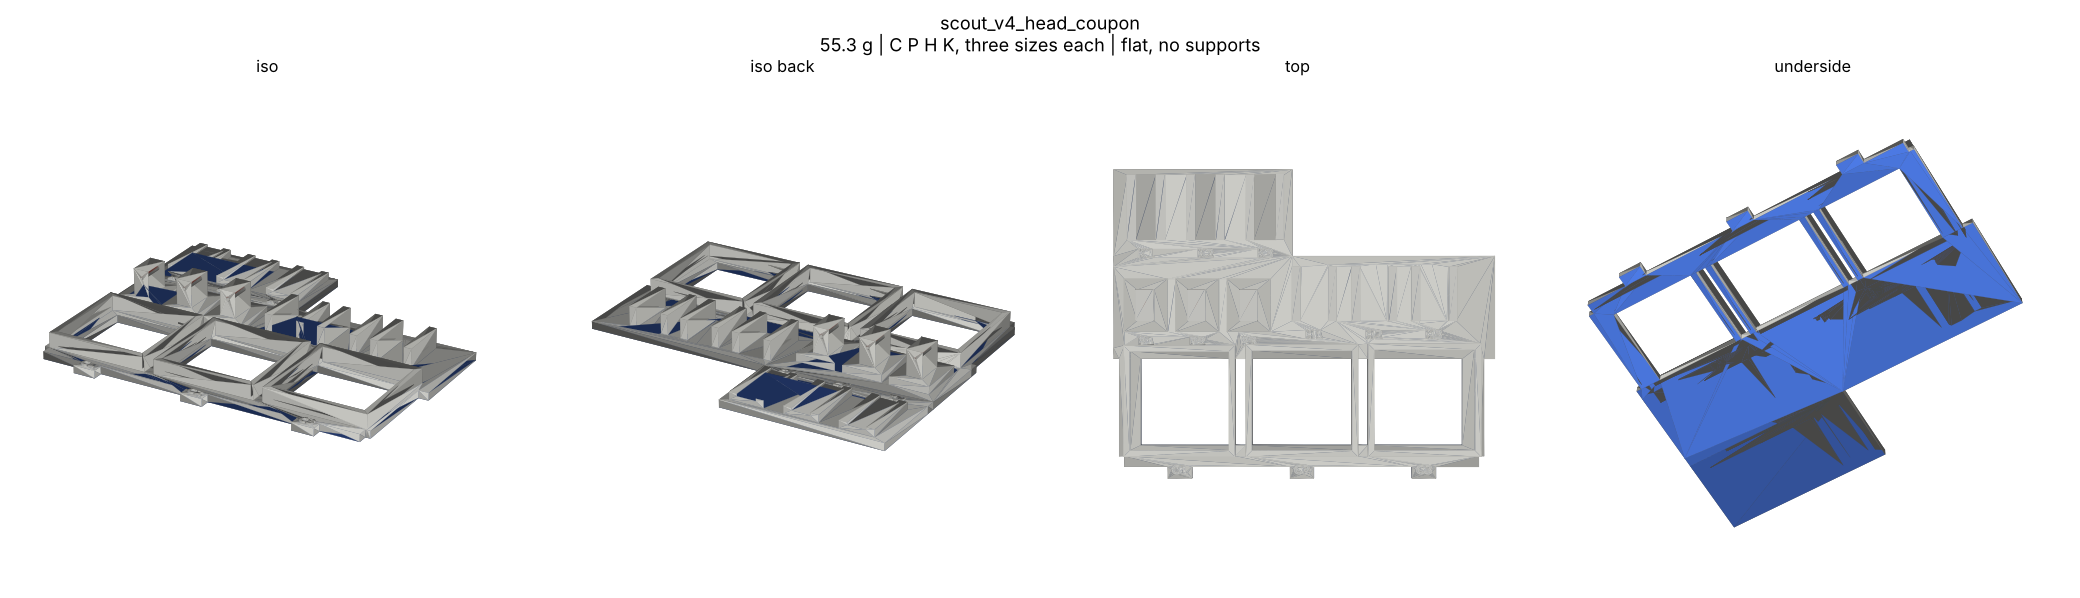 scout_v4_head_coupon
55.3 g | C P H K, three sizes each | flat, no supports
iso
iso back
top
underside